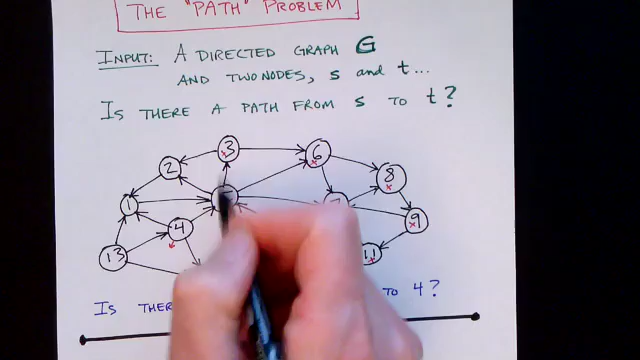 THE "PATH" PROBLEM
INPUT: A DIRECTED GRAPH G
AND TWO NODES, s and t...
IS THERE A PATH FROM s TO t?
3
6
2
8
1
4
9
13
11
IS THERE
TO 4?